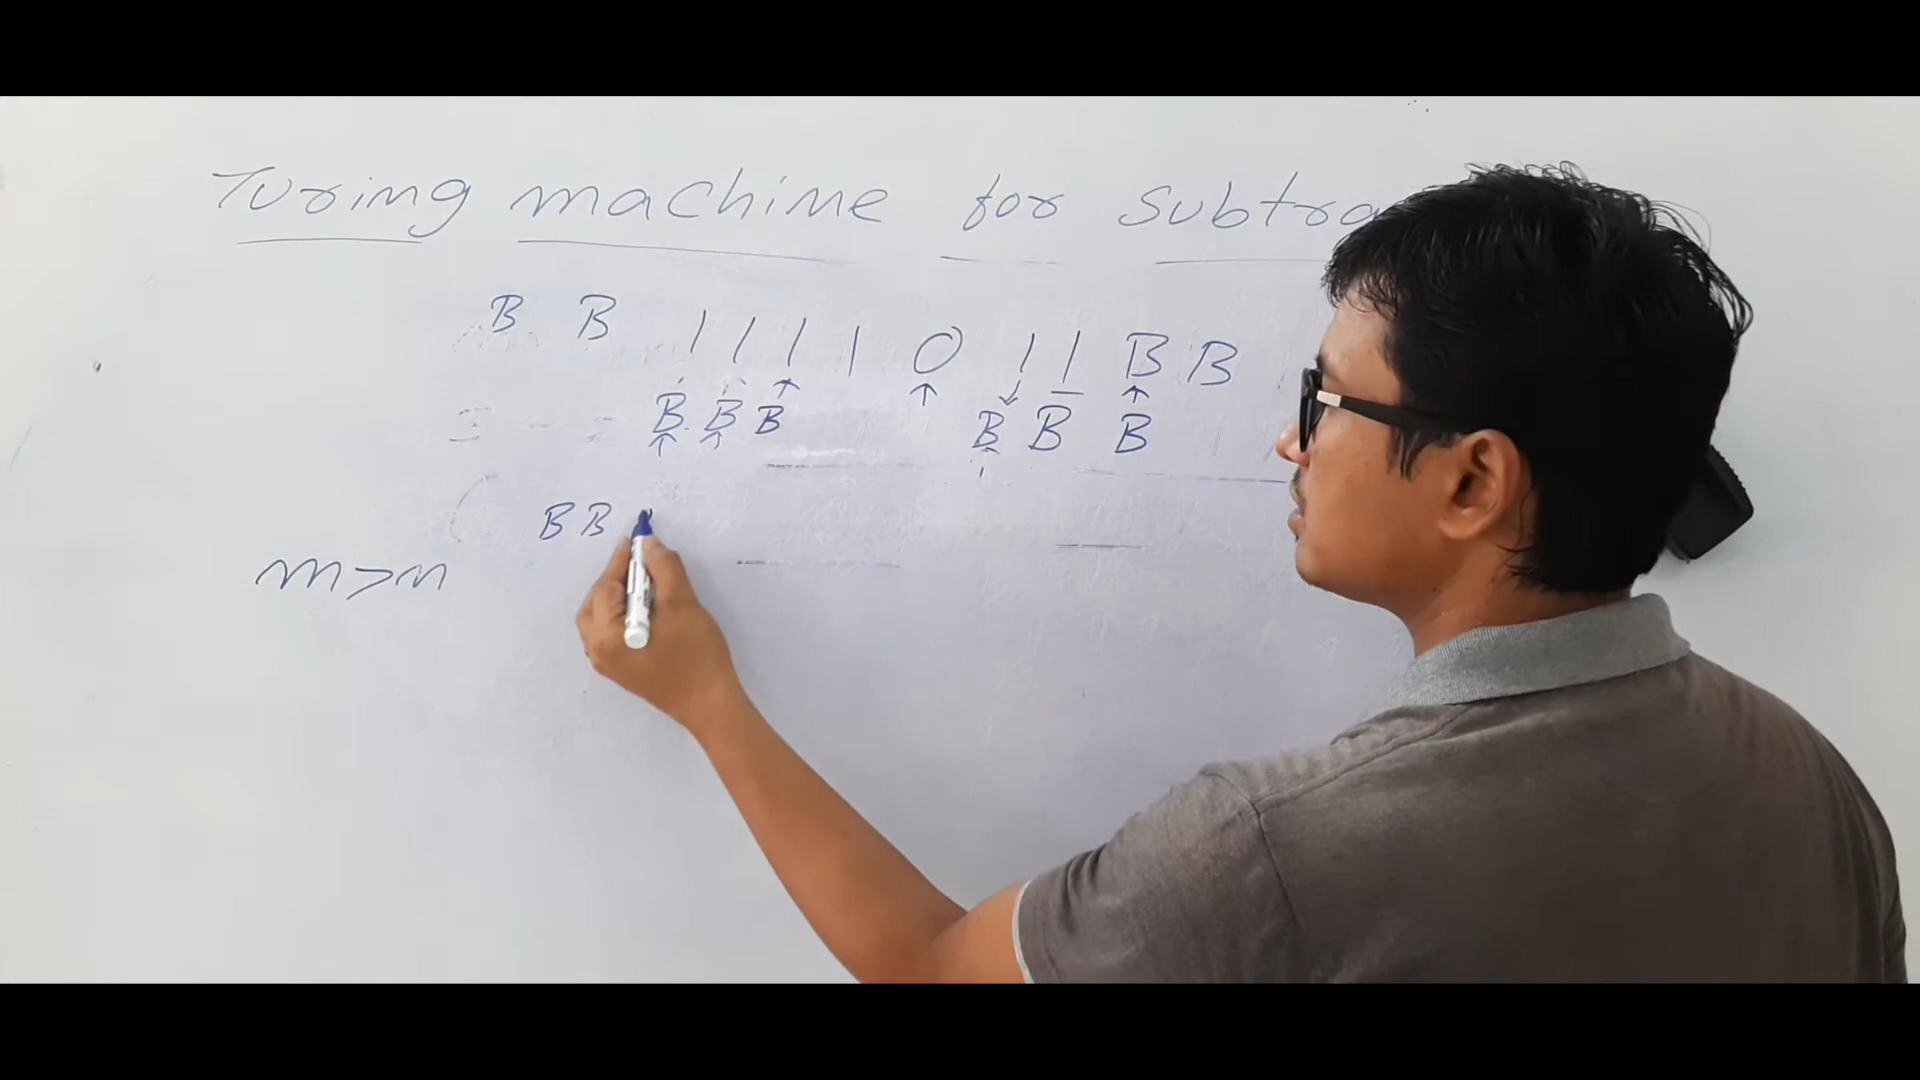 Turing machine for subtra
B B 1 1 1 1 0 1 1 B B
B B B B B B
B B
m>n